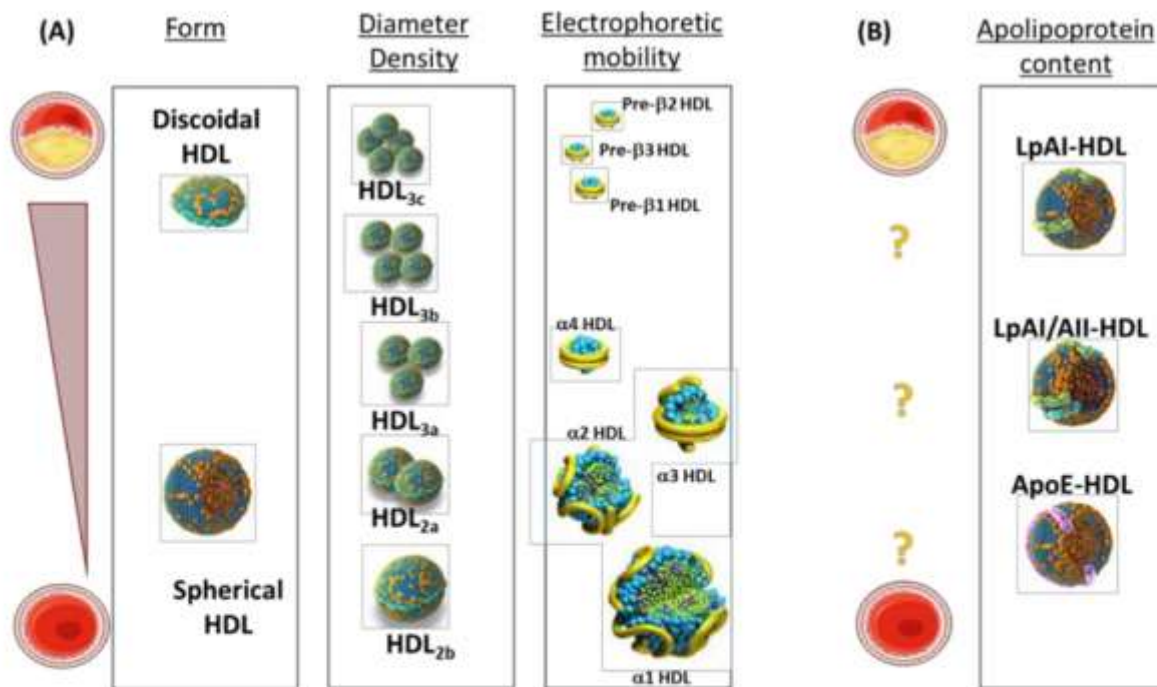 (A)
Form
Discoidal
HDL
Spherical
HDL
Diameter
Density
HDL3c
HDL3b
HDL3a
HDL2a
HDL2b
Electrophoretic
mobility
Pre-β2 HDL
Pre-β3 HDL
Pre-β1 HDL
α4 HDL
α2 HDL
α3 HDL
α1 HDL
(B)
Apolipoprotein
content
?
LpAI-HDL
?
LpAI/AII-HDL
?
ApoE-HDL